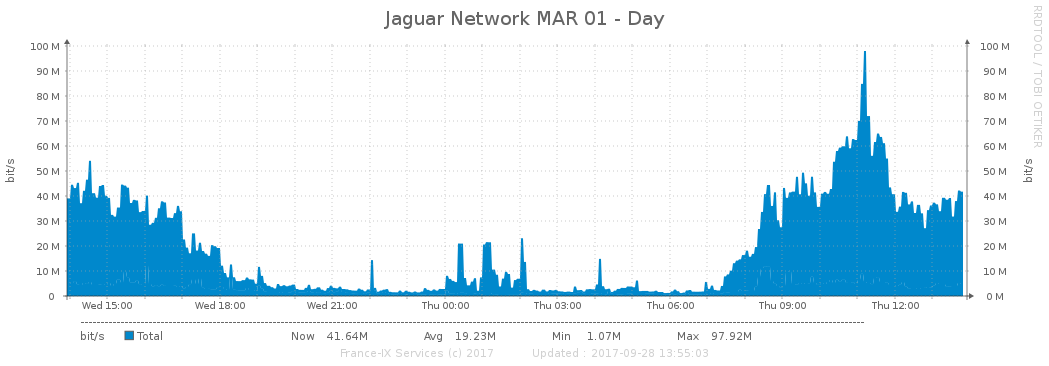 Jaguar Network MAR 01 - Day
RRDTOOL / TOBI OETIKER
100 M 100 M
90 M 90 M
80 M 80 M
70 M 70 M
60 M 60 M
50 M 50 M
40 M 40 M
30 M 30 M
20 M 20 M
10 M 10 M
0 0 M
bit/s bit/s
Wed 15:00 Wed 18:00 Wed 21:00 Thu 00:00 Thu 03:00 Thu 06:00 Thu 09:00 Thu 12:00
bit/s Total Now 41.64M Avg 19.23M Min 1.07M Max 97.92M
France-IX Services (c) 2017 Updated : 2017-09-28 13:55:03